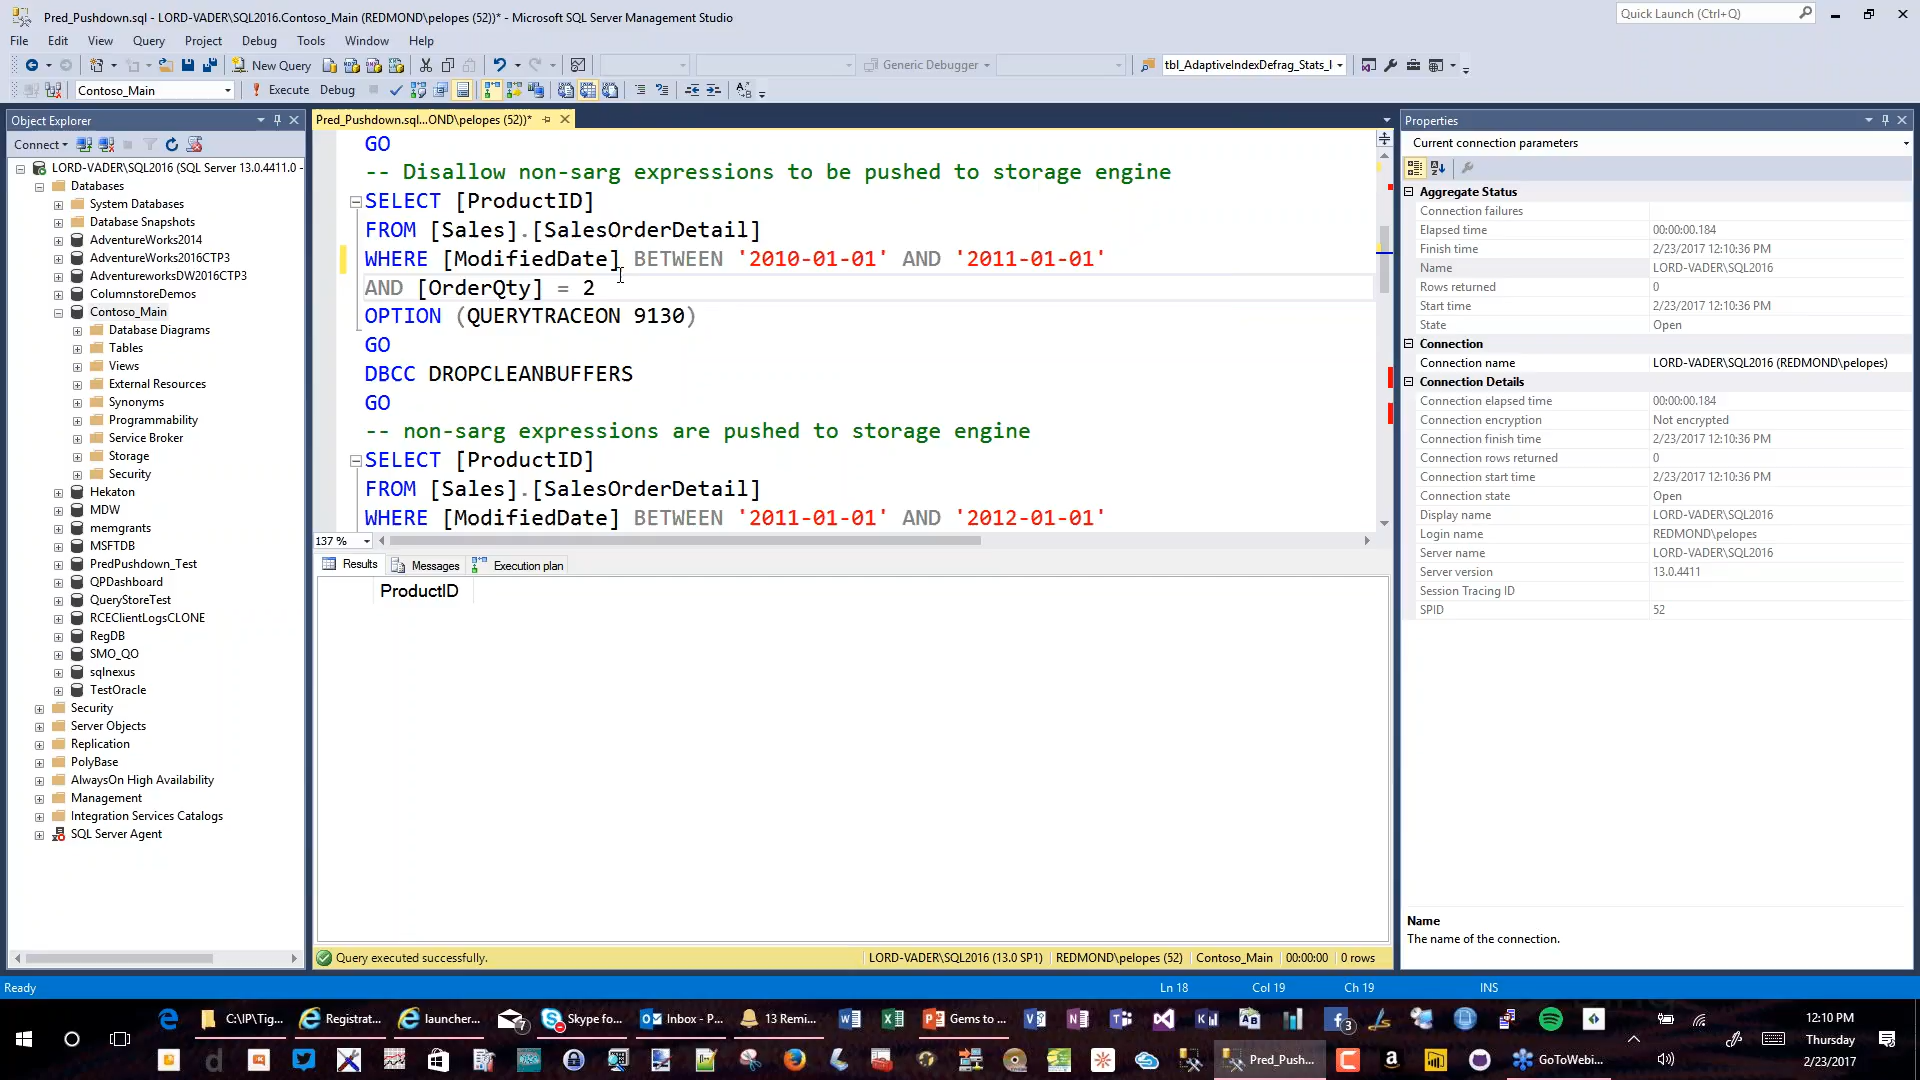 Pred_Pushdown.sql - LORD-VADER\SQL2016.Contoso_Main (REDMOND\pelopes (52))* - Microsoft SQL Server Management Studio
Quick Launch (Ctrl+Q)
File Edit View Query Project Debug Tools Window Help
New Query
Generic Debugger
tbl_AdaptiveIndexDefrag_Stats_l
Contoso_Main
Execute Debug
Object Explorer
Connect
LORD-VADER\SQL2016 (SQL Server 13.0.4411.0 -
Databases
System Databases
Database Snapshots
AdventureWorks2014
AdventureWorks2016CTP3
AdventureworksDW2016CTP3
ColumnstoreDemos
Contoso_Main
Database Diagrams
Tables
Views
External Resources
Synonyms
Programmability
Service Broker
Storage
Security
Hekaton
MDW
memgrants
MSFTDB
PredPushdown_Test
QPDashboard
QueryStoreTest
RCEClientLogsCLONE
RegDB
SMO_QO
sqlnexus
TestOracle
Security
Server Objects
Replication
PolyBase
AlwaysOn High Availability
Management
Integration Services Catalogs
SQL Server Agent
Pred_Pushdown.sql...OND\pelopes (52))*
GO
-- Disallow non-sarg expressions to be pushed to storage engine
SELECT [ProductID]
FROM [Sales].[SalesOrderDetail]
WHERE [ModifiedDate] BETWEEN '2010-01-01' AND '2011-01-01'
AND [OrderQty] = 2
OPTION (QUERYTRACEON 9130)
GO
DBCC DROPCLEANBUFFERS
GO
-- non-sarg expressions are pushed to storage engine
SELECT [ProductID]
FROM [Sales].[SalesOrderDetail]
WHERE [ModifiedDate] BETWEEN '2011-01-01' AND '2012-01-01'
137 %
Results Messages Execution plan
ProductID
Query executed successfully.
LORD-VADER\SQL2016 (13.0 SP1) REDMOND\pelopes (52) Contoso_Main 00:00:00 0 rows
Properties
Current connection parameters
Aggregate Status
Connection failures
Elapsed time 00:00:00.184
Finish time 2/23/2017 12:10:36 PM
Name LORD-VADER\SQL2016
Rows returned 0
Start time 2/23/2017 12:10:36 PM
State Open
Connection
Connection name LORD-VADER\SQL2016 (REDMOND\pelopes)
Connection Details
Connection elapsed time 00:00:00.184
Connection encryption Not encrypted
Connection finish time 2/23/2017 12:10:36 PM
Connection rows returned 0
Connection start time 2/23/2017 12:10:36 PM
Connection state Open
Display name LORD-VADER\SQL2016
Login name REDMOND\pelopes
Server name LORD-VADER\SQL2016
Server version 13.0.4411
Session Tracing ID
SPID 52
Name
The name of the connection.
Ready
Ln 18 Col 19 Ch 19 INS
C:\IP\Tig... Registrat... launcher... 7 Skype fo... Inbox - P... 13 Remi... Gems to ... 3
12:10 PM
Thursday
2/23/2017
Pred_Push... GoToWebi...